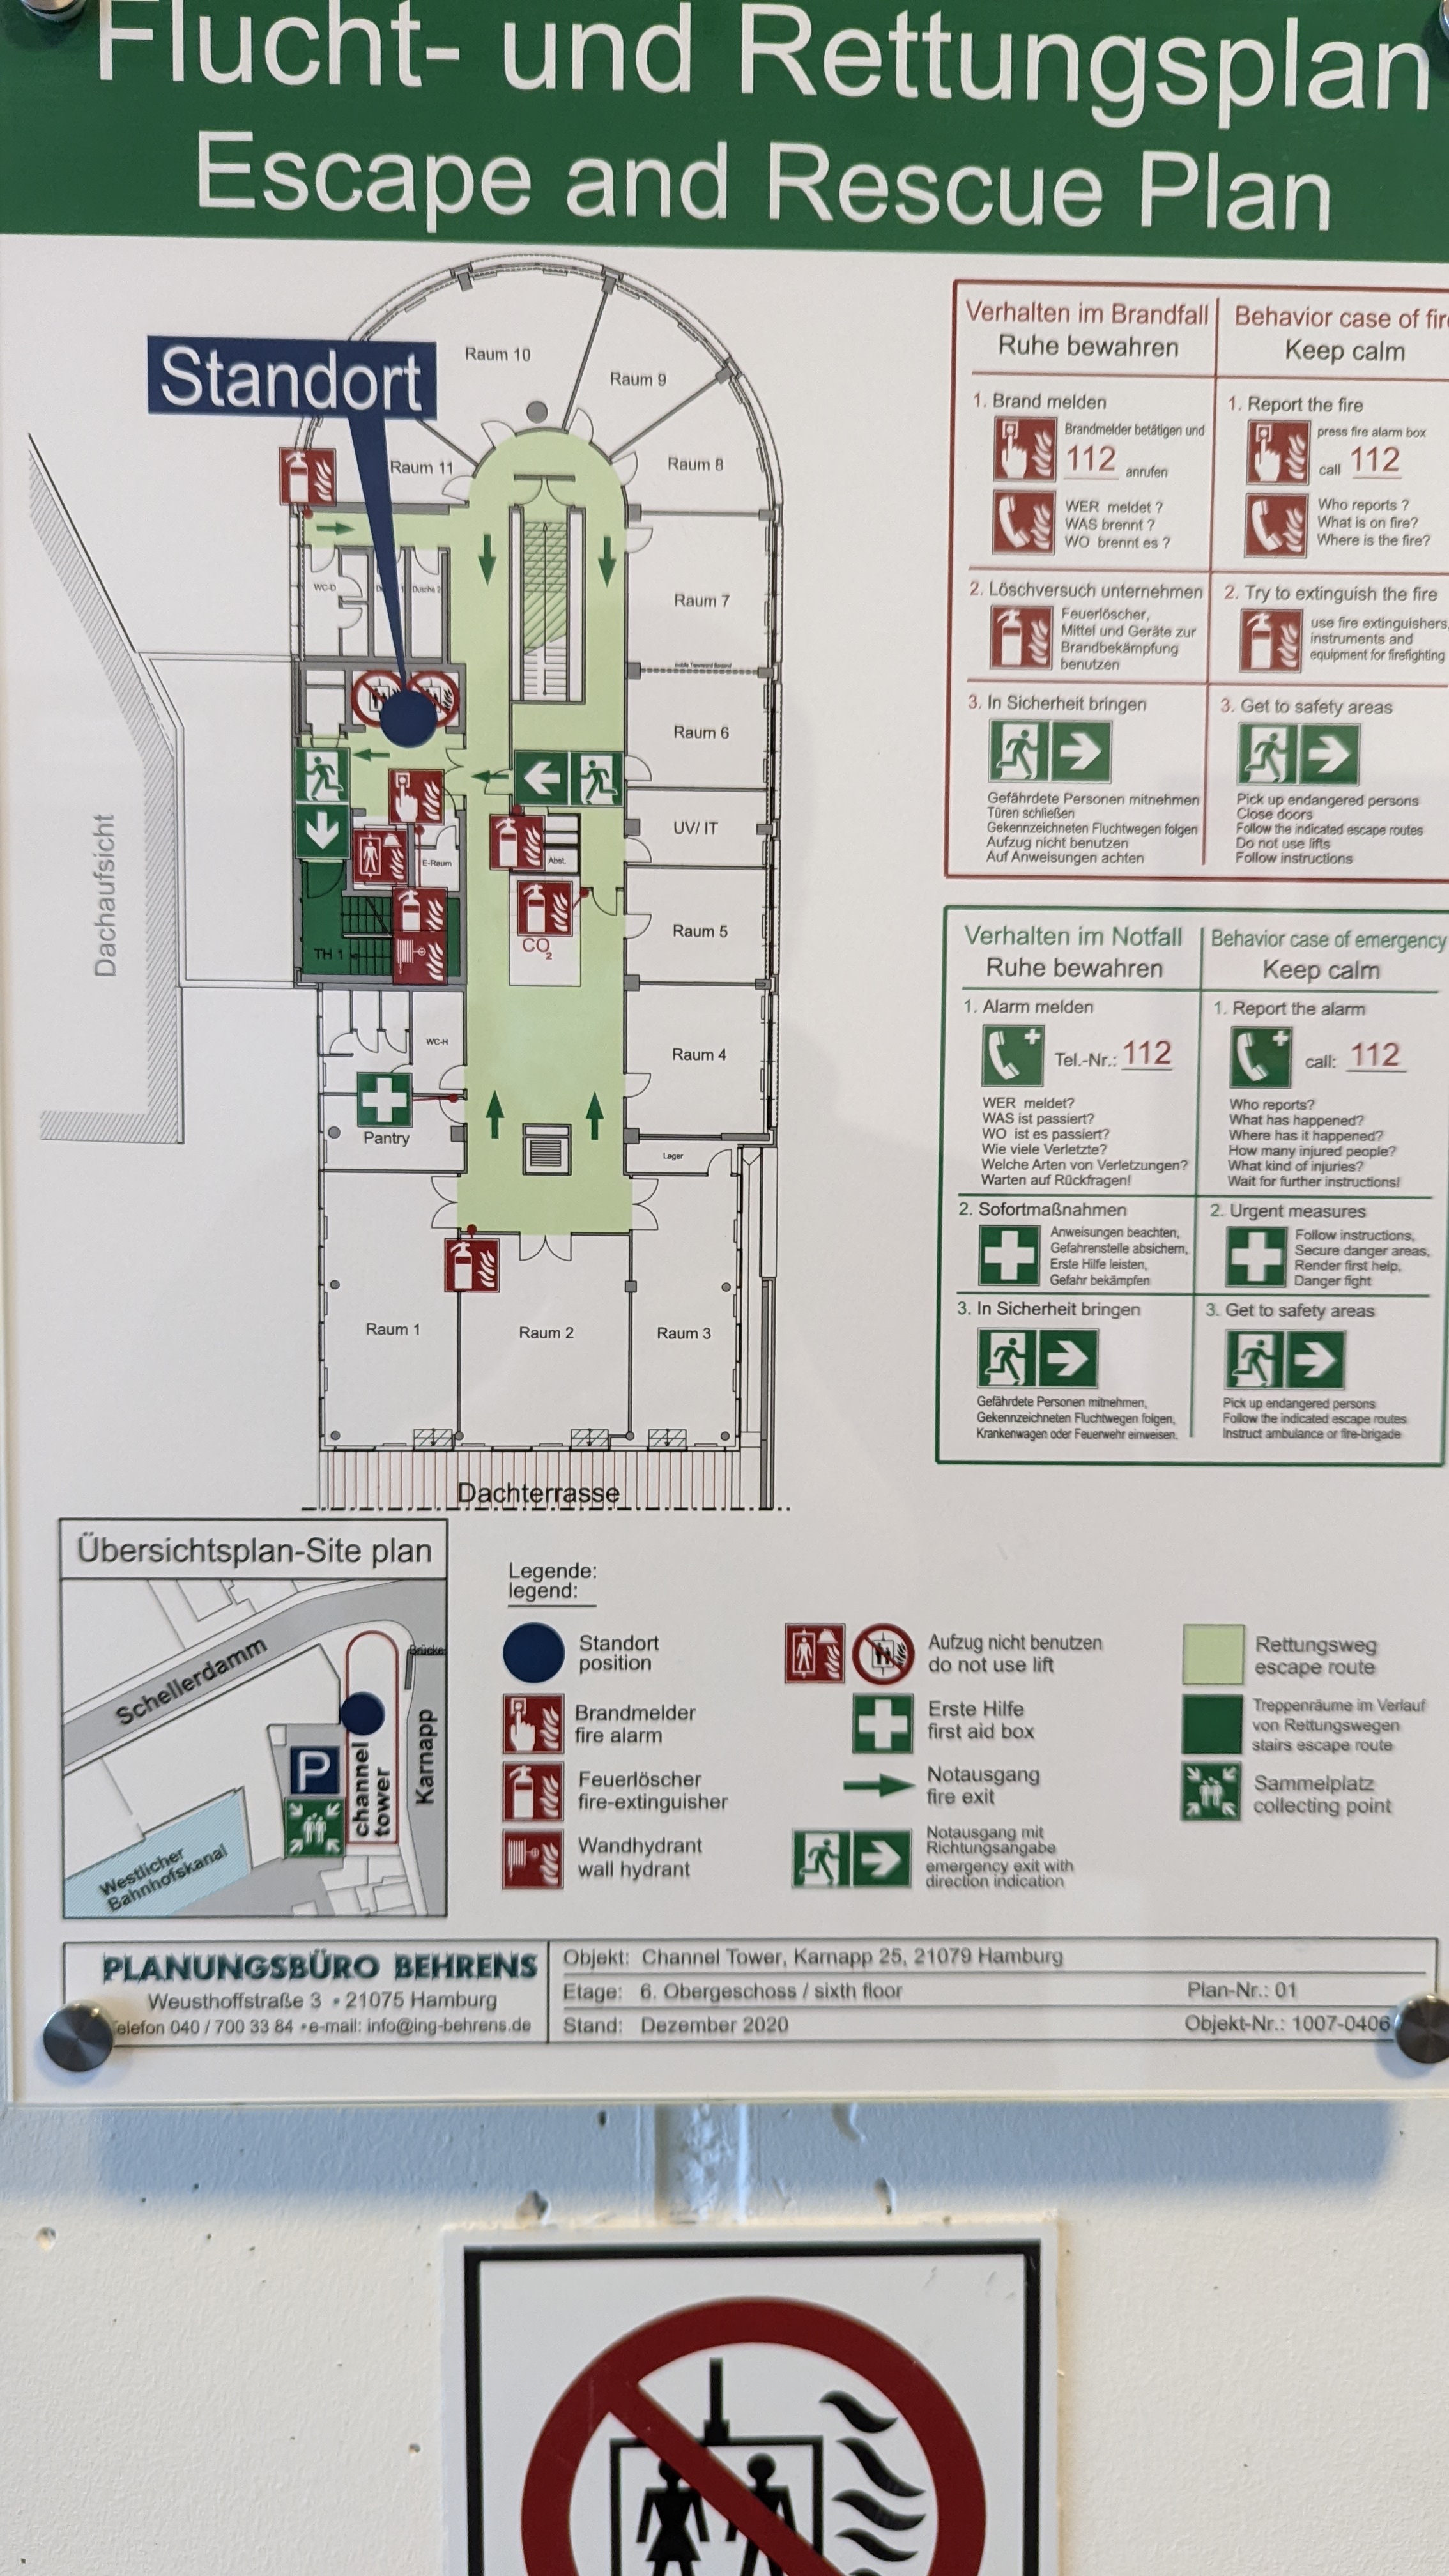 Flucht- und Rettungsplan
Escape and Rescue Plan
Standort
Raum 10
Raum 9
Raum 11
Raum 8
WC-D
Dusche 2
Raum 7
mobile Trennwand Bestand
Raum 6
UV/ IT
E-Raum
Abst.
CO2
Raum 5
TH 1
Dachaufsicht
WC-H
Raum 4
Pantry
Lager
Raum 1
Raum 2
Raum 3
Dachterrasse
Verhalten im Brandfall
Ruhe bewahren
1. Brand melden
Brandmelder betätigen und
112 anrufen
WER meldet ?
WAS brennt ?
WO brennt es ?
2. Löschversuch unternehmen
Feuerlöscher,
Mittel und Geräte zur
Brandbekämpfung
benutzen
3. In Sicherheit bringen
Gefährdete Personen mitnehmen
Türen schließen
Gekennzeichneten Fluchtwegen folgen
Aufzug nicht benutzen
Auf Anweisungen achten
Behavior case of fir
Keep calm
1. Report the fire
press fire alarm box
call 112
Who reports ?
What is on fire?
Where is the fire?
2. Try to extinguish the fire
use fire extinguishers,
instruments and
equipment for firefighting
3. Get to safety areas
Pick up endangered persons
Close doors
Follow the indicated escape routes
Do not use lifts
Follow instructions
Verhalten im Notfall
Ruhe bewahren
1. Alarm melden
Tel.-Nr.: 112
WER meldet?
WAS ist passiert?
WO ist es passiert?
Wie viele Verletzte?
Welche Arten von Verletzungen?
Warten auf Rückfragen!
2. Sofortmaßnahmen
Anweisungen beachten,
Gefahrenstelle absichern,
Erste Hilfe leisten,
Gefahr bekämpfen
3. In Sicherheit bringen
Gefährdete Personen mitnehmen,
Gekennzeichneten Fluchtwegen folgen,
Krankenwagen oder Feuerwehr einweisen.
Behavior case of emergency
Keep calm
1. Report the alarm
call: 112
Who reports?
What has happened?
Where has it happened?
How many injured people?
What kind of injuries?
Wait for further instructions!
2. Urgent measures
Follow instructions,
Secure danger areas,
Render first help,
Danger fight
3. Get to safety areas
Pick up endangered persons
Follow the indicated escape routes
Instruct ambulance or fire-brigade
Übersichtsplan-Site plan
Schellerdamm
Brücke
Karnapp
channel
tower
P
Westlicher
Bahnhofskanal
Legende:
legend:
Standort
position
Brandmelder
fire alarm
Feuerlöscher
fire-extinguisher
Wandhydrant
wall hydrant
Aufzug nicht benutzen
do not use lift
Erste Hilfe
first aid box
Notausgang
fire exit
Notausgang mit
Richtungsangabe
emergency exit with
direction indication
Rettungsweg
escape route
Treppenräume im Verlauf
von Rettungswegen
stairs escape route
Sammelplatz
collecting point
PLANUNGSBÜRO BEHRENS
Weusthoffstraße 3 • 21075 Hamburg
elefon 040 / 700 33 84 • e-mail: info@ing-behrens.de
Objekt: Channel Tower, Karnapp 25, 21079 Hamburg
Etage: 6. Obergeschoss / sixth floor
Plan-Nr.: 01
Stand: Dezember 2020
Objekt-Nr.: 1007-0406